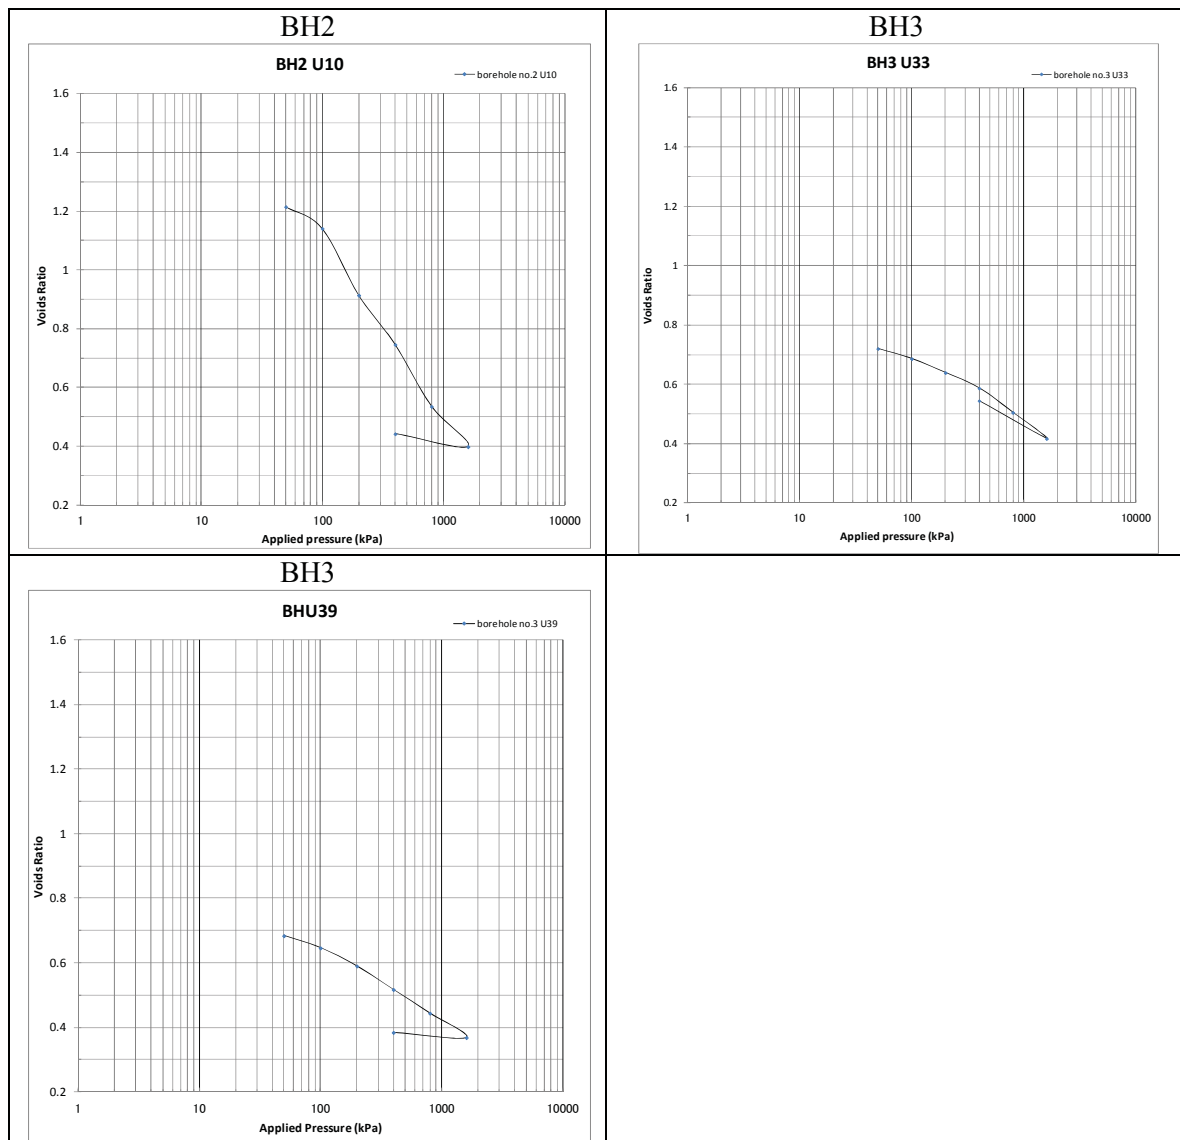 BH2
BH2 U10
borehole no.2 U10
1.6
1.4
1.2
1
0.8
0.6
0.4
0.2
Voids Ratio
1
10
100
1000
10000
Applied pressure (kPa)
BH3
BH3 U33
borehole no.3 U33
1.6
1.4
1.2
1
0.8
0.6
0.4
0.2
Voids Ratio
1
10
100
1000
10000
Applied pressure (kPa)
BH3
BHU39
borehole no.3 U39
1.6
1.4
1.2
1
0.8
0.6
0.4
0.2
Voids Ratio
1
10
100
1000
10000
Applied Pressure (kPa)